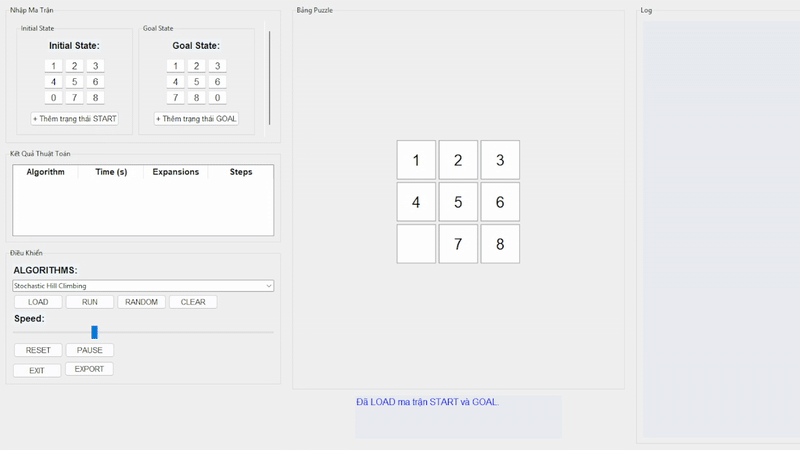 Nhập Ma Trận
Initial State
Initial State:
1 2 3
4 5 6
0 7 8
+ Thêm trạng thái START
Goal State
Goal State:
1 2 3
4 5 6
7 8 0
+ Thêm trạng thái GOAL
Kết Quả Thuật Toán
Algorithm Time (s) Expansions Steps
Điều Khiển
ALGORITHMS:
Stochastic Hill Climbing
LOAD RUN RANDOM CLEAR
Speed:
RESET PAUSE
EXIT EXPORT
Bảng Puzzle
1 2 3
4 5 6
7 8
Đã LOAD ma trận START và GOAL.
Log